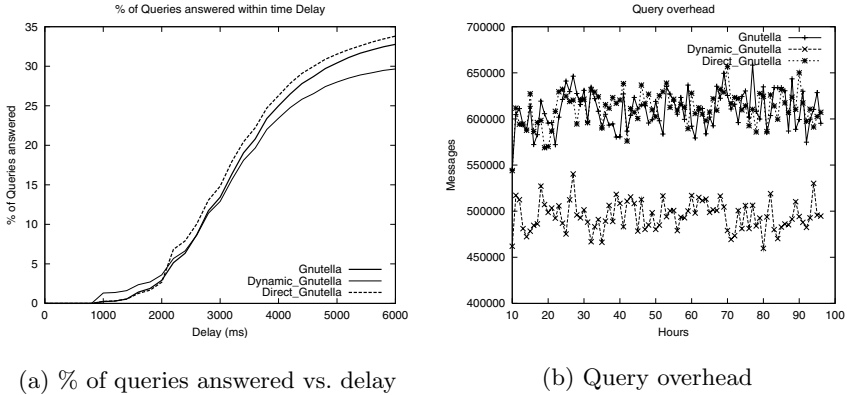 % of Queries answered within time Delay
35
30
25
20
15
10
5
0
% of Queries answered
Gnutella
Dynamic_Gnutella
Direct_Gnutella
0 1000 2000 3000 4000 5000 6000
Delay (ms)
(a) % of queries answered vs. delay
Query overhead
700000
650000
600000
550000
500000
450000
400000
Messages
Gnutella
Dynamic_Gnutella
Direct_Gnutella
10 20 30 40 50 60 70 80 90 100
Hours
(b) Query overhead